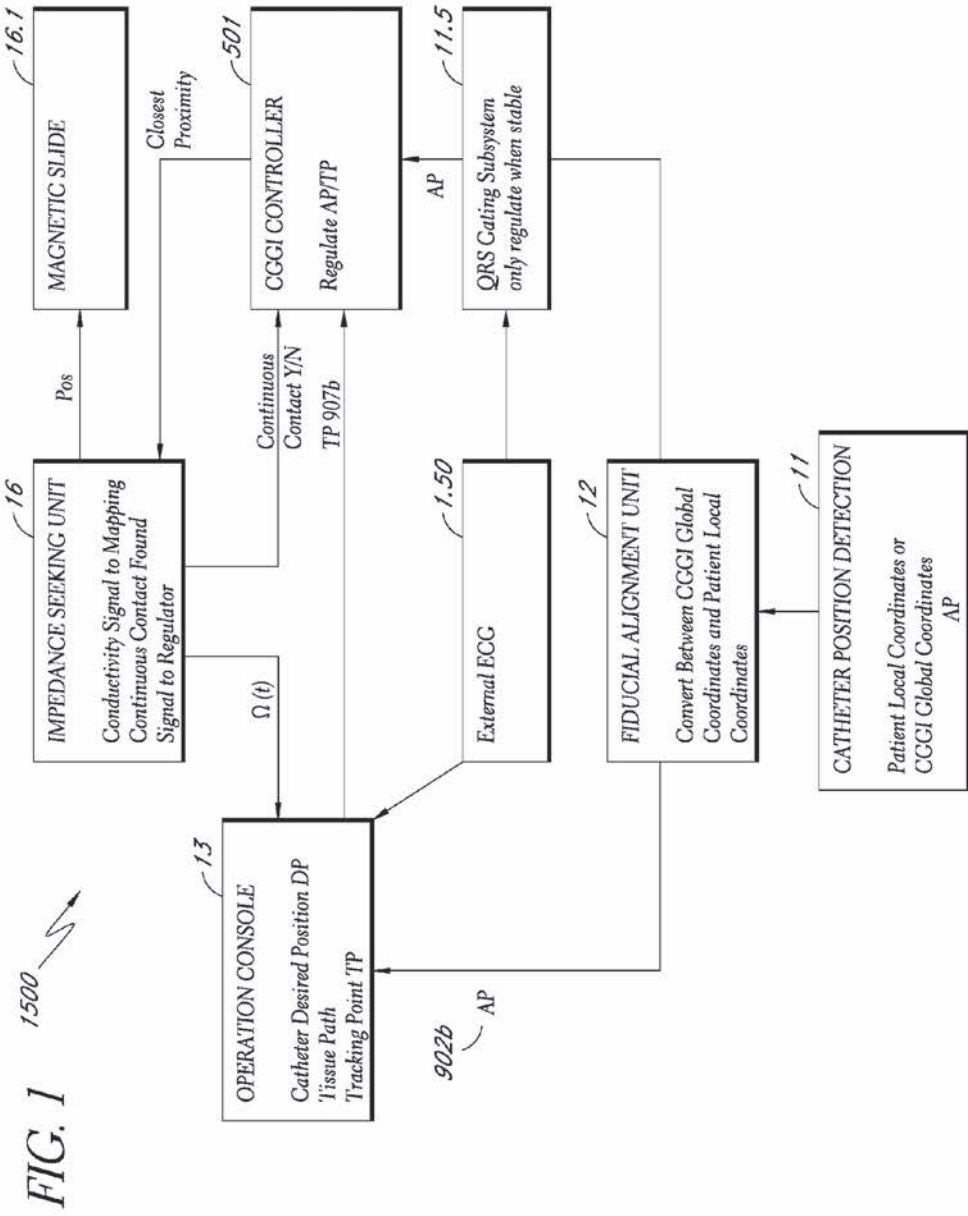 FIG. 1
1500
16
IMPEDANCE SEEKING UNIT
Conductivity Signal to Mapping
Continuous Contact Found
Signal to Regulator
Pos
16.1
MAGNETIC SLIDE
Closest
Proximity
501
CGGI CONTROLLER
Regulate AP/TP
Continuous
Contact Y/N
TP 907b
Ω (t)
13
OPERATION CONSOLE
Catheter Desired Position DP
Tissue Path
Tracking Point TP
1.50
External ECG
AP
11.5
QRS Gating Subsystem
only regulate when stable
902b
AP
12
FIDUCIAL ALIGNMENT UNIT
Convert Between CGGI Global
Coordinates and Patient Local
Coordinates
11
CATHETER POSITION DETECTION
Patient Local Coordinates or
CGGI Global Coordinates
AP